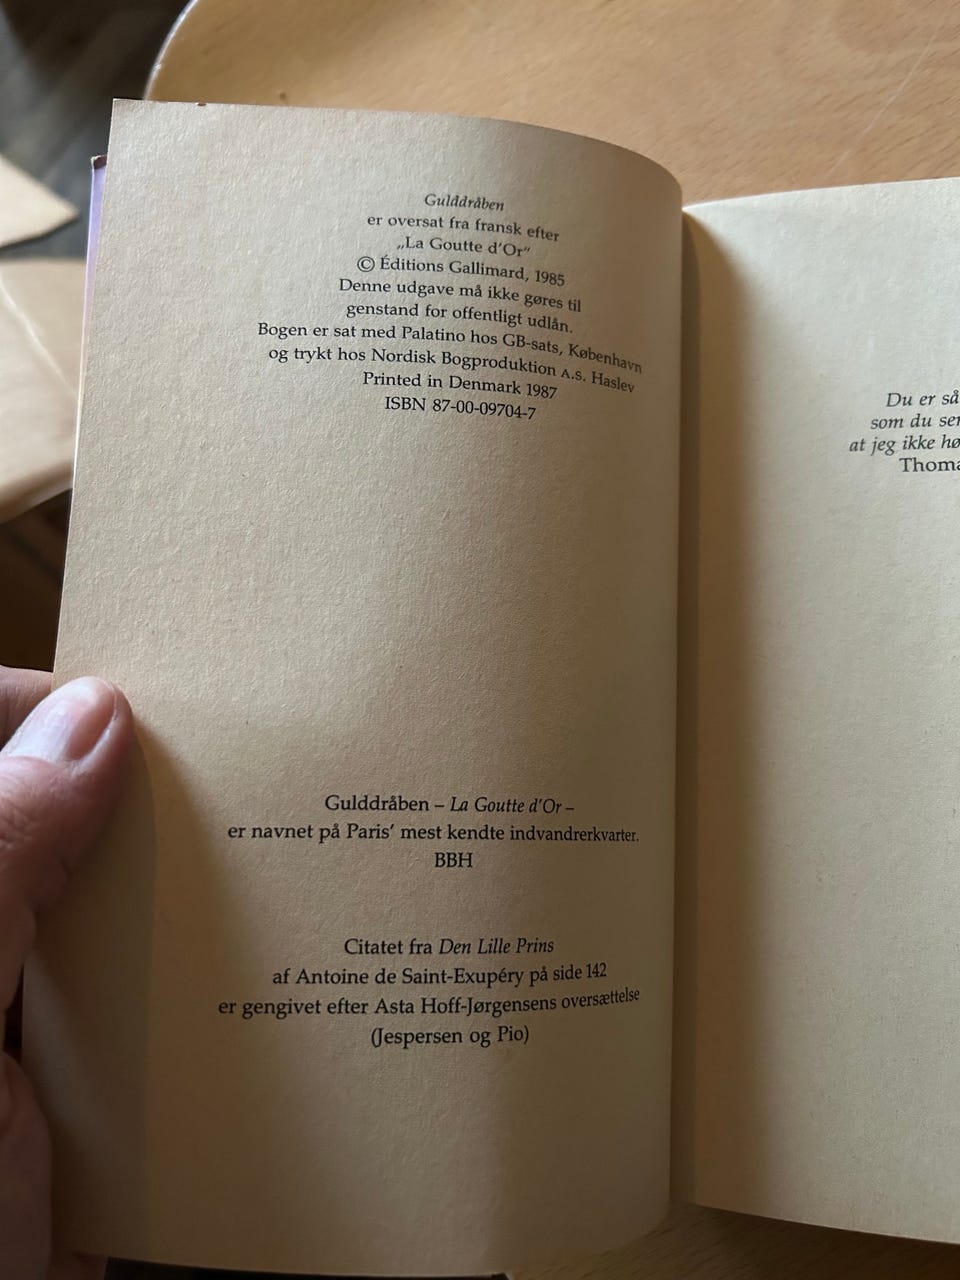 Gulddråben
er oversat fra fransk efter
„La Goutte d'Or“
© Éditions Gallimard, 1985
Denne udgave må ikke gøres til
genstand for offentligt udlån.
Bogen er sat med Palatino hos GB-sats, København
og trykt hos Nordisk Bogproduktion A.S. Haslev
Printed in Denmark 1987
ISBN 87-00-09704-7
Gulddråben – La Goutte d'Or –
er navnet på Paris' mest kendte indvandrerkvarter.
BBH
Citatet fra Den Lille Prins
af Antoine de Saint-Exupéry på side 142
er gengivet efter Asta Hoff-Jørgensens oversættelse
(Jespersen og Pio)
Du er så
som du
at jeg ikke